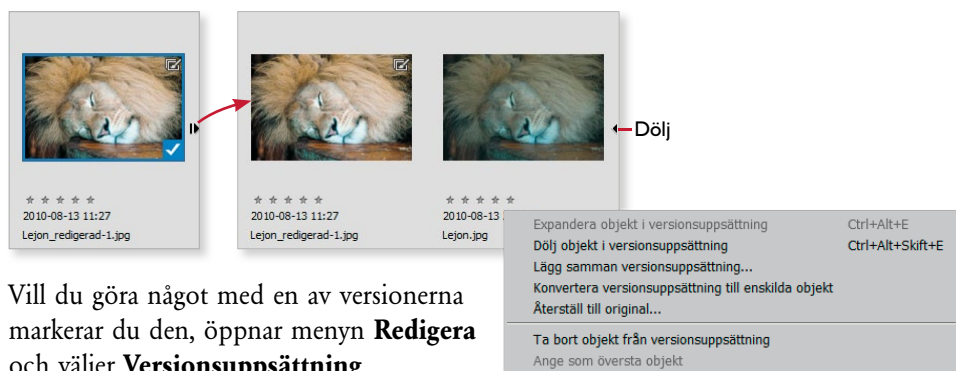 Dölj
2010-08-13 11:27
Lejon_redigerad-1.jpg
2010-08-13 11:27
Lejon_redigerad-1.jpg
2010-08-13
Lejon.jpg
Expandera objekt i versionsuppsättning Ctrl+Alt+E
Dölj objekt i versionsuppsättning Ctrl+Alt+Skift+E
Lägg samman versionsuppsättning...
Konvertera versionsuppsättning till enskilda objekt
Återställ till original...
Ta bort objekt från versionsuppsättning
Ange som översta objekt
Vill du göra något med en av versionerna
markerar du den, öppnar menyn Redigera
och väljer Versionsuppsättning